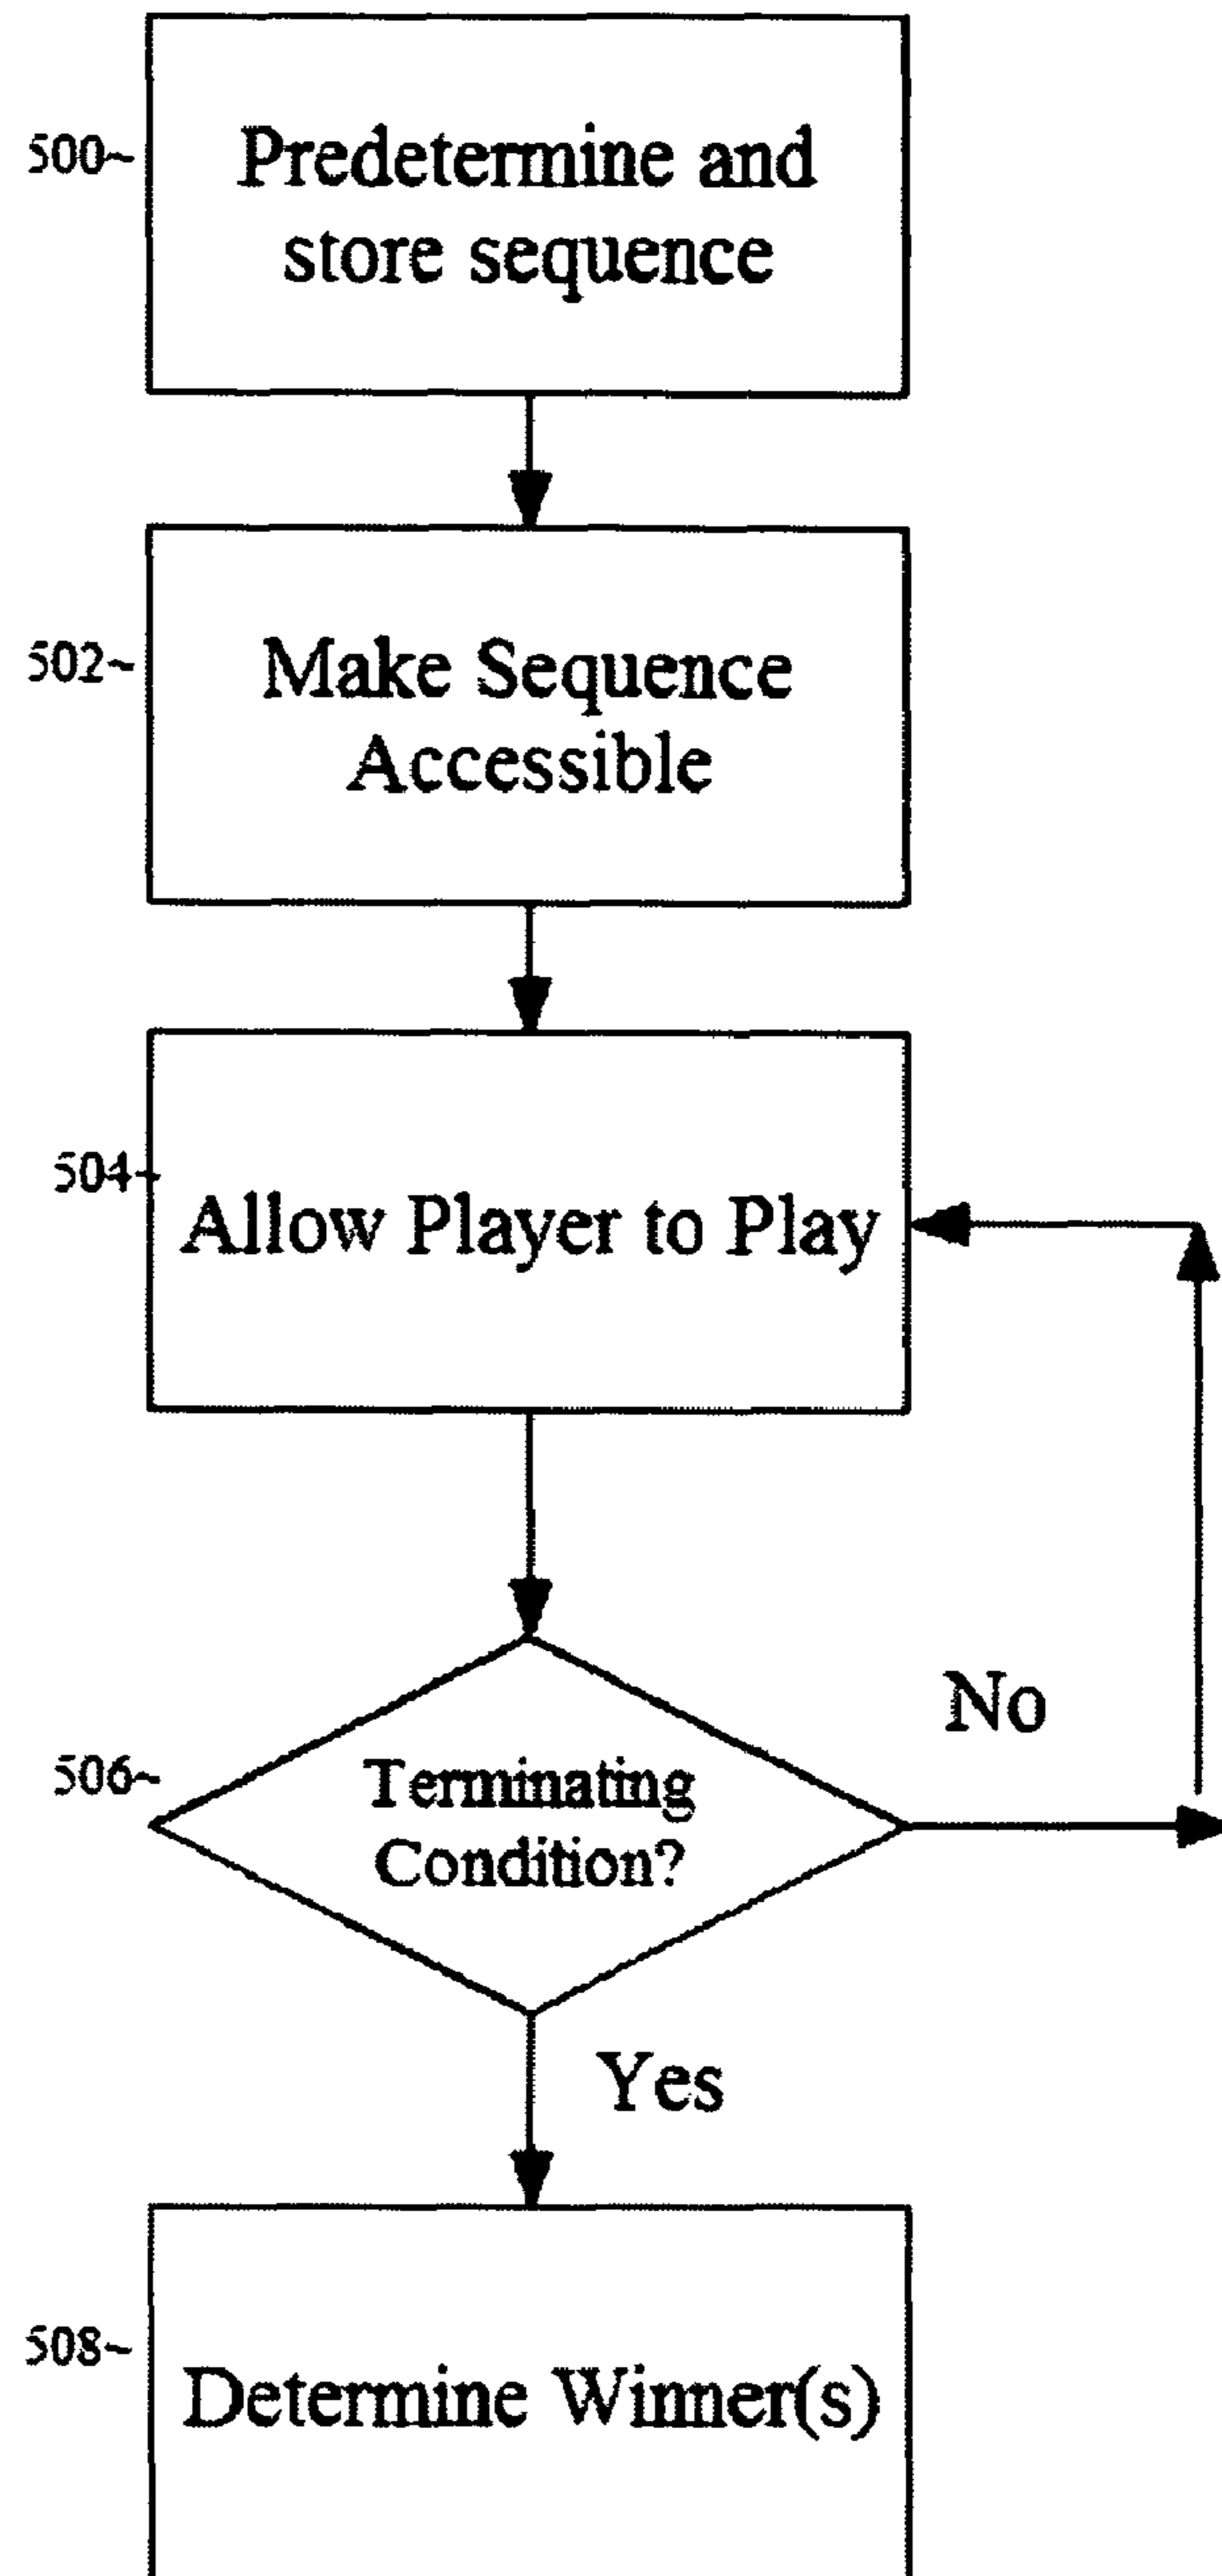 500~
Predetermine and
store sequence
502~
Make Sequence
Accessible
504~
Allow Player to Play
No
506~
Terminating
Condition?
Yes
508~
Determine Winner(s)